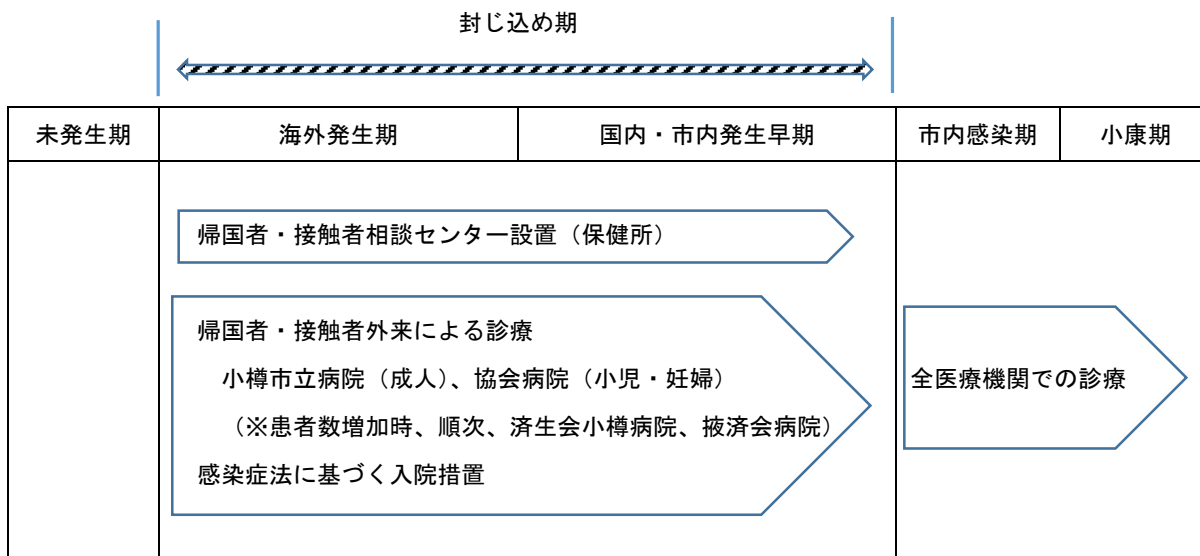 封じ込め期
未発生期 海外発生期 国内・市内発生早期 市内感染期 小康期
帰国者・接触者相談センター設置（保健所）
帰国者・接触者外来による診療
小樽市立病院（成人）、協会病院（小児・妊婦）
（※患者数増加時、順次、済生会小樽病院、掖済会病院）
感染症法に基づく入院措置
全医療機関での診療